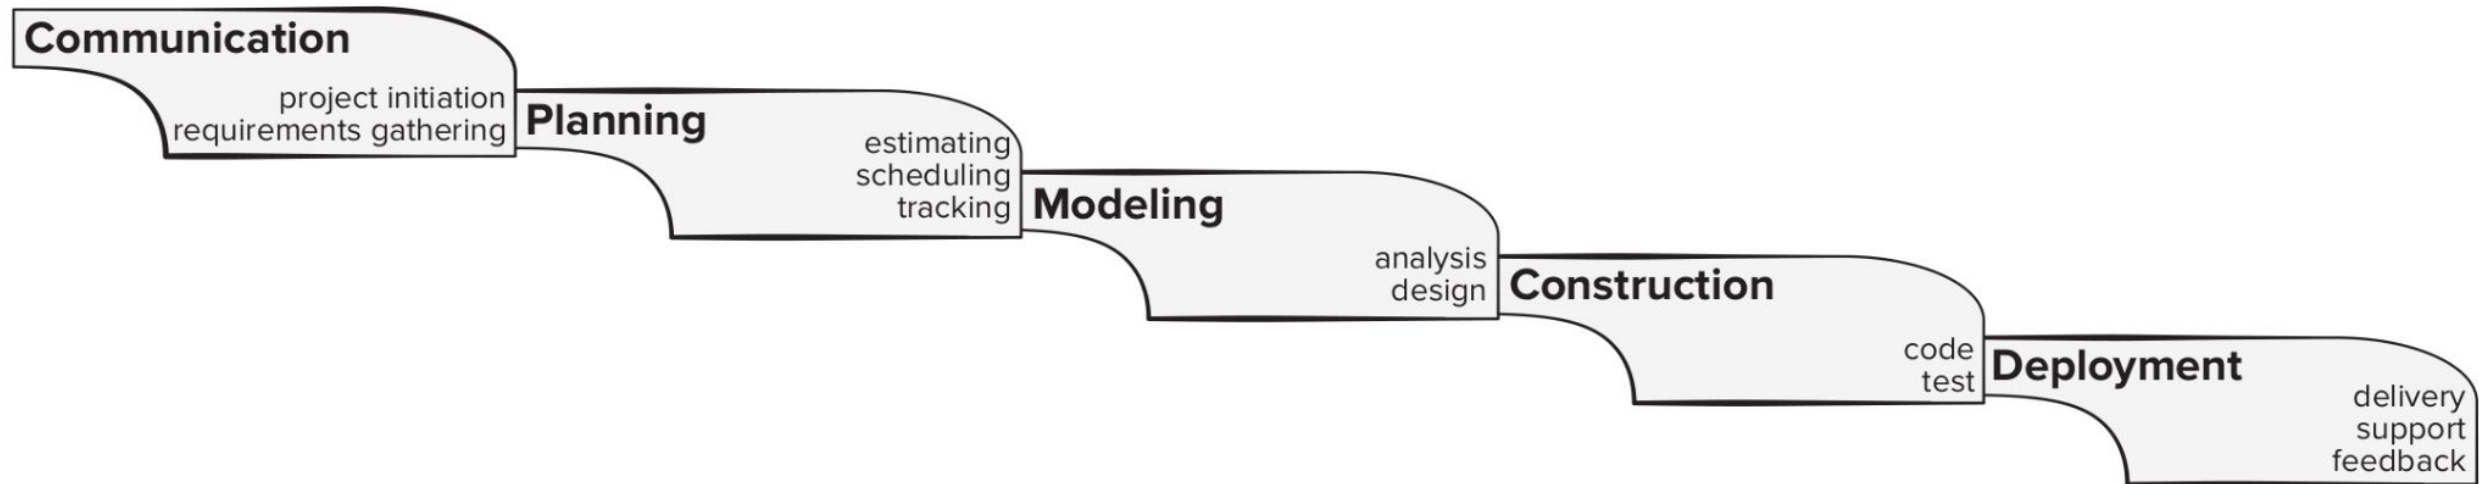 Communication
project initiation
requirements gathering
Planning
estimating
scheduling
tracking
Modeling
analysis
design
Construction
code
test
Deployment
delivery
support
feedback